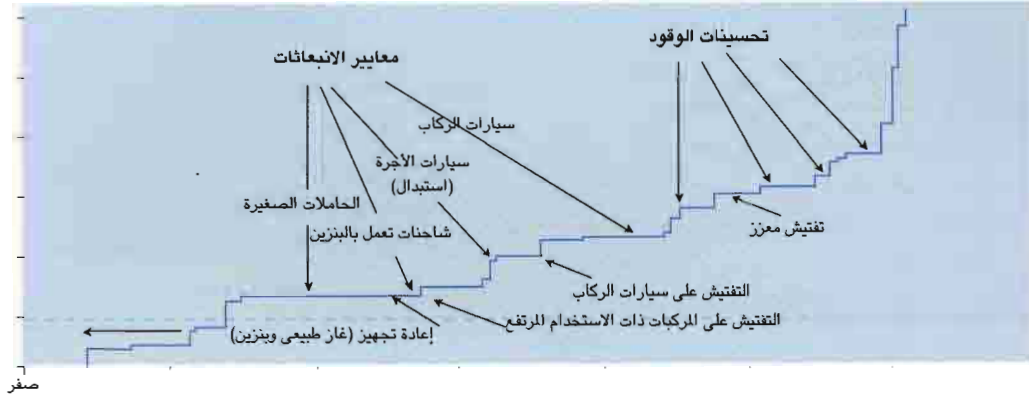 تحسينات الوقود
معايير الانبعاثات
سيارات الركاب
سيارات الأجرة
(استبدال)
الحاملات الصغيرة
شاحنات تعمل بالبنزين
تفتيش معزز
التفتيش على سيارات الركاب
التفتيش على المركبات ذات الاستخدام المرتفع
إعادة تجهيز (غاز طبيعى وبنزين)
صفر